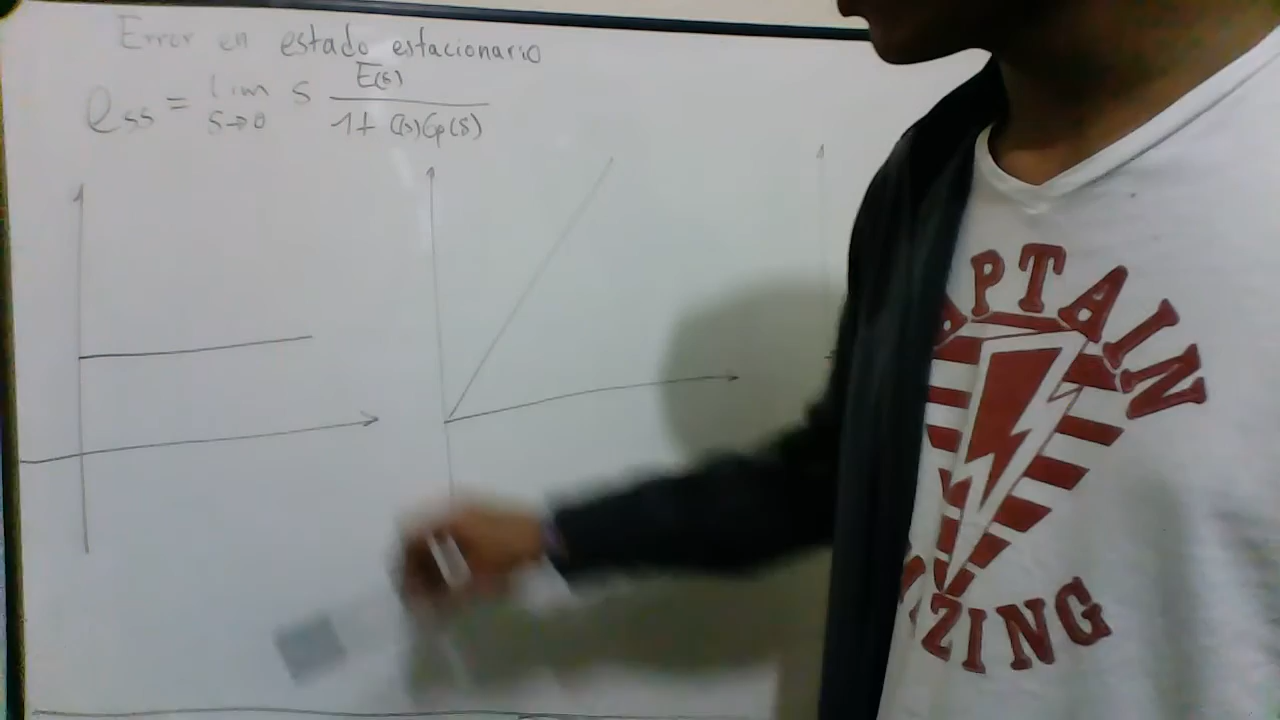 Error en estado estacionario
ess = lim s→0 s E(s) / 1+ C(s)Gp(s)
PTAIN
ZING